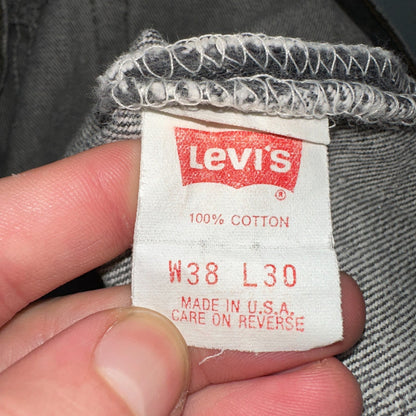 Levi's
®
100% COTTON
W38 L30
MADE IN U.S.A.
CARE ON REVERSE